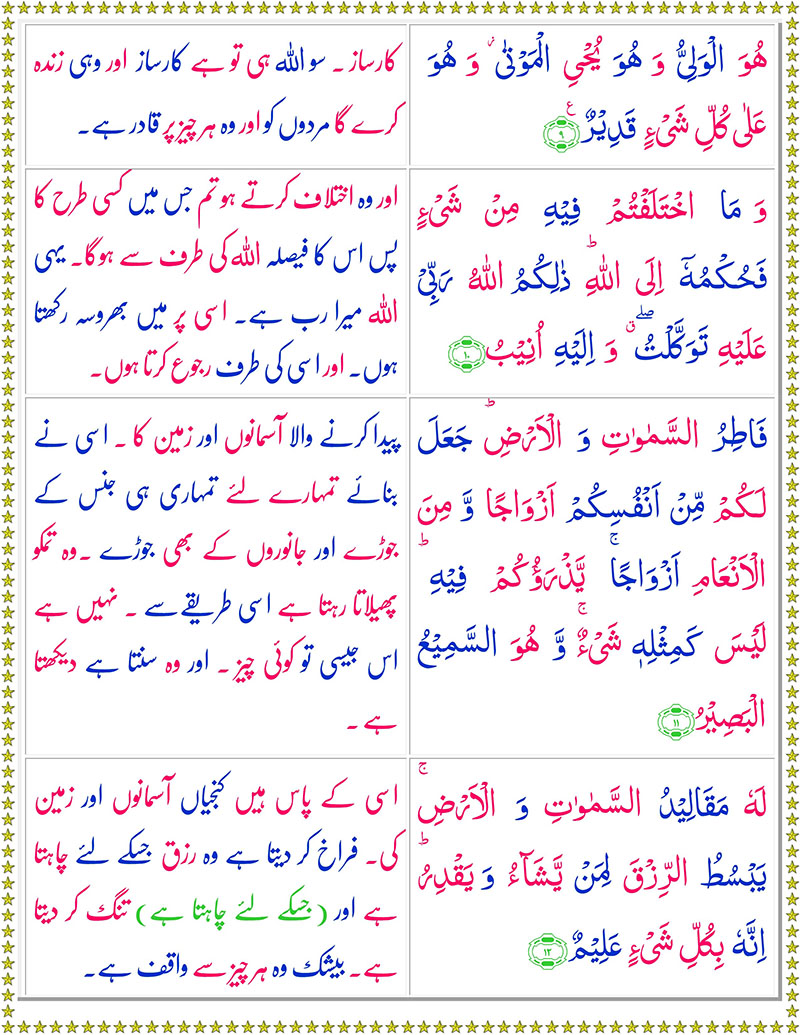 هُوَ الْوَلِىُّ وَ هُوَ يُحْىِ الْمَوْتٰى ۙ وَ هُوَ
عَلٰى كُلِّ شَىْءٍ قَدِيْرٌ ۹ ع
کارساز ۔ سو اللہ ہی تو ہے کارساز اور وہی زندہ
کرے گا مردوں کو اور وہ ہر چیز پر قادر ہے ۔
وَ مَا اخْتَلَفْتُمْ فِيْهِ مِنْ شَىْءٍ
فَحُكْمُهٗۤ اِلَى اللّٰهِ ؕ ذٰلِكُمُ اللّٰهُ رَبِّىْ
عَلَيْهِ تَوَكَّلْتُ ۖ ق وَ اِلَيْهِ اُنِيْبُ ۱۰
اور وہ اختلاف کرتے ہو تم جس میں کسی طرح کا
پس اس کا فیصلہ اللہ کی طرف سے ہوگا۔ یہی
اللہ میرا رب ہے۔ اسی پر میں بھروسہ رکھتا
ہوں۔ اور اسی کی طرف رجوع کرتا ہوں۔
فَاطِرُ السَّمٰوٰتِ وَ الْاَرْضِ ؕ جَعَلَ
لَكُمْ مِّنْ اَنْفُسِكُمْ اَزْوَاجًا وَّ مِنَ
الْاَنْعَامِ اَزْوَاجًا ۚ يَّذْرَؤُكُمْ فِيْهِ ؕ
لَيْسَ كَمِثْلِهٖ شَىْءٌ ۚ وَّ هُوَ السَّمِيْعُ
الْبَصِيْرُ ۱۱
پیدا کرنے والا آسمانوں اور زمین کا ۔ اسی نے
بنائے تمہارے لئے تمہاری ہی جنس کے
جوڑے اور جانوروں کے بھی جوڑے ۔ وہ تمکو
پھیلاتا رہتا ہے اسی طریقے سے ۔ نہیں ہے
اس جیسی تو کوئی چیز ۔ اور وہ سنتا ہے دیکھتا
ہے ۔
لَهٗ مَقَالِيْدُ السَّمٰوٰتِ وَ الْاَرْضِ ۚ
يَبْسُطُ الرِّزْقَ لِمَنْ يَّشَآءُ وَ يَقْدِرُ ؕ
اِنَّهٗ بِكُلِّ شَىْءٍ عَلِيْمٌ ۱۲
اسی کے پاس ہیں کنجیاں آسمانوں اور زمین
کی۔ فراخ کر دیتا ہے وہ رزق جسکے لئے چاہتا
ہے اور (جسکے لئے چاہتا ہے) تنگ کر دیتا
ہے۔ بیشک وہ ہر چیز سے واقف ہے۔